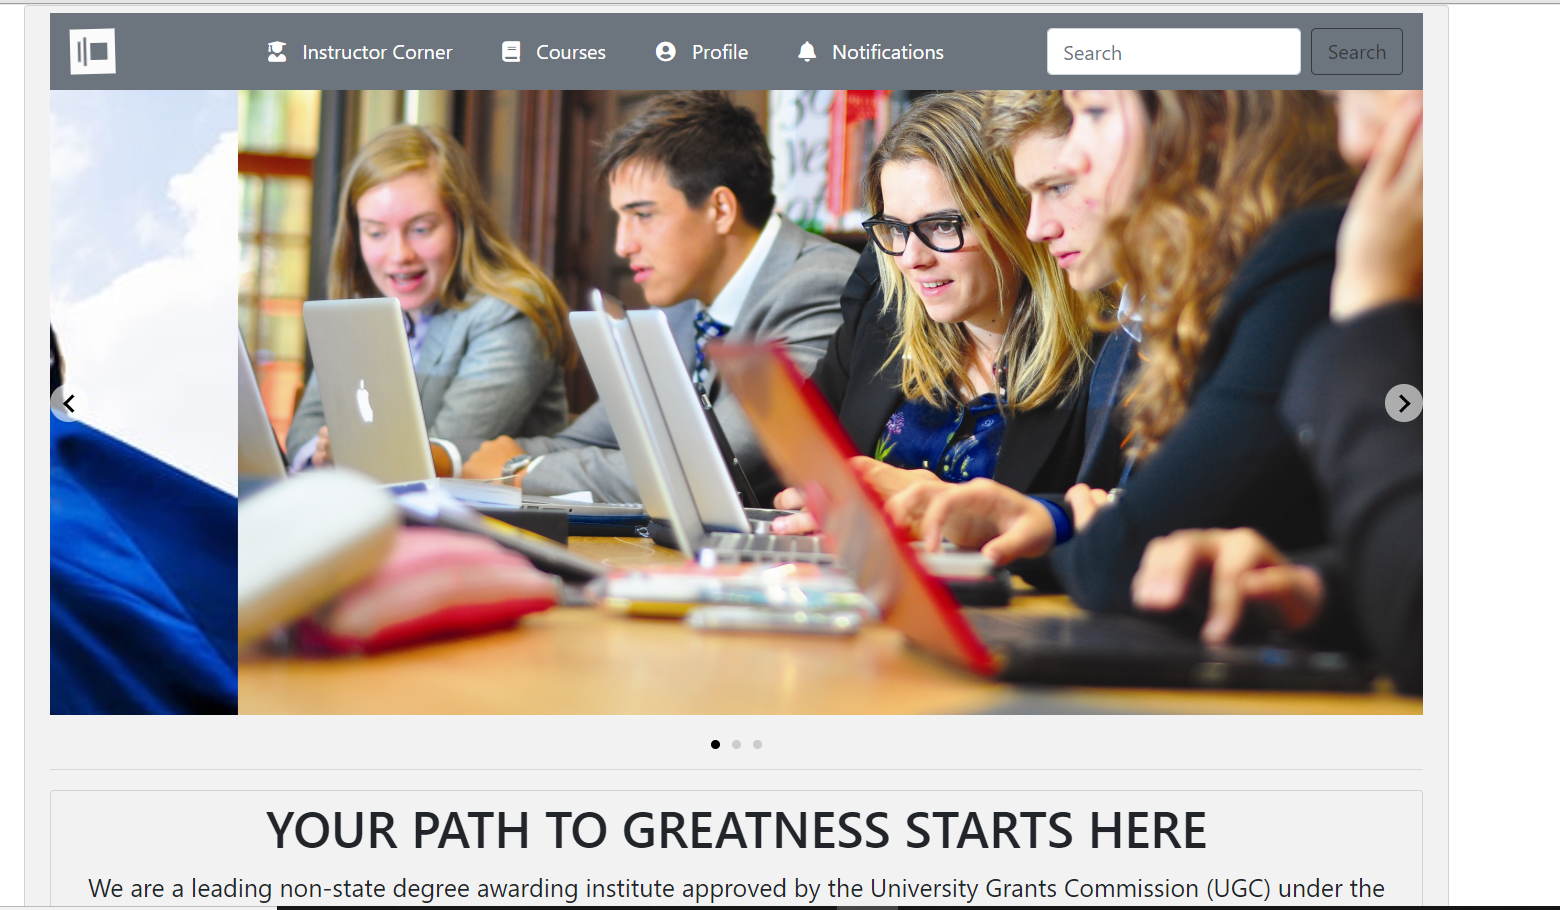 Instructor Corner
Courses
Profile
Notifications
Search
Search
YOUR PATH TO GREATNESS STARTS HERE
We are a leading non-state degree awarding institute approved by the University Grants Commission (UGC) under the